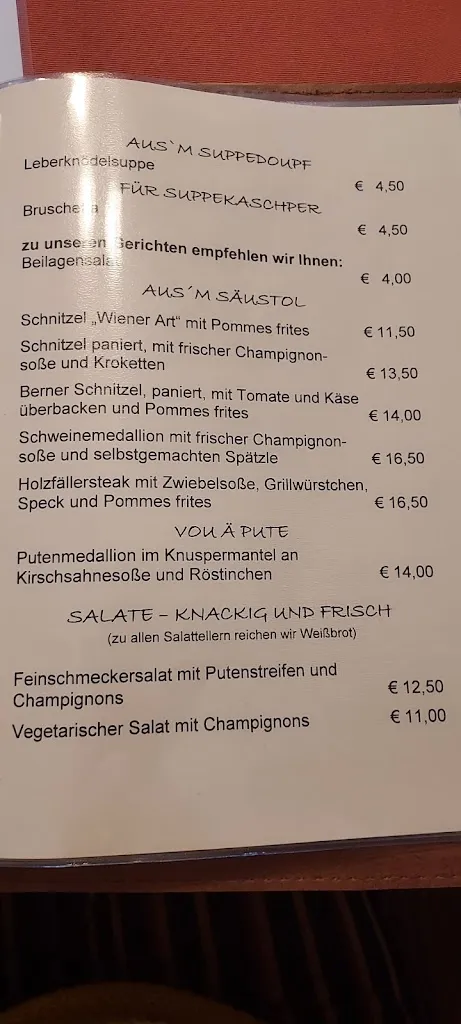 AUS`M SUPPEDOUPF
Leberknödelsuppe € 4,50
FÜR SUPPEKASCHPER
Bruschetta € 4,50
zu unseren Gerichten empfehlen wir Ihnen:
Beilagensalat € 4,00
AUS´M SÄUSTOL
Schnitzel „Wiener Art“ mit Pommes frites € 11,50
Schnitzel paniert, mit frischer Champignon-
soße und Kroketten € 13,50
Berner Schnitzel, paniert, mit Tomate und Käse
überbacken und Pommes frites € 14,00
Schweinemedallion mit frischer Champignon-
soße und selbstgemachten Spätzle € 16,50
Holzfällersteak mit Zwiebelsoße, Grillwürstchen,
Speck und Pommes frites € 16,50
VOU Ä PUTE
Putenmedallion im Knuspermantel an
Kirschsahnesoße und Röstinchen € 14,00
SALATE – KNACKIG UND FRISCH
(zu allen Salattellern reichen wir Weißbrot)
Feinschmeckersalat mit Putenstreifen und
Champignons € 12,50
Vegetarischer Salat mit Champignons € 11,00